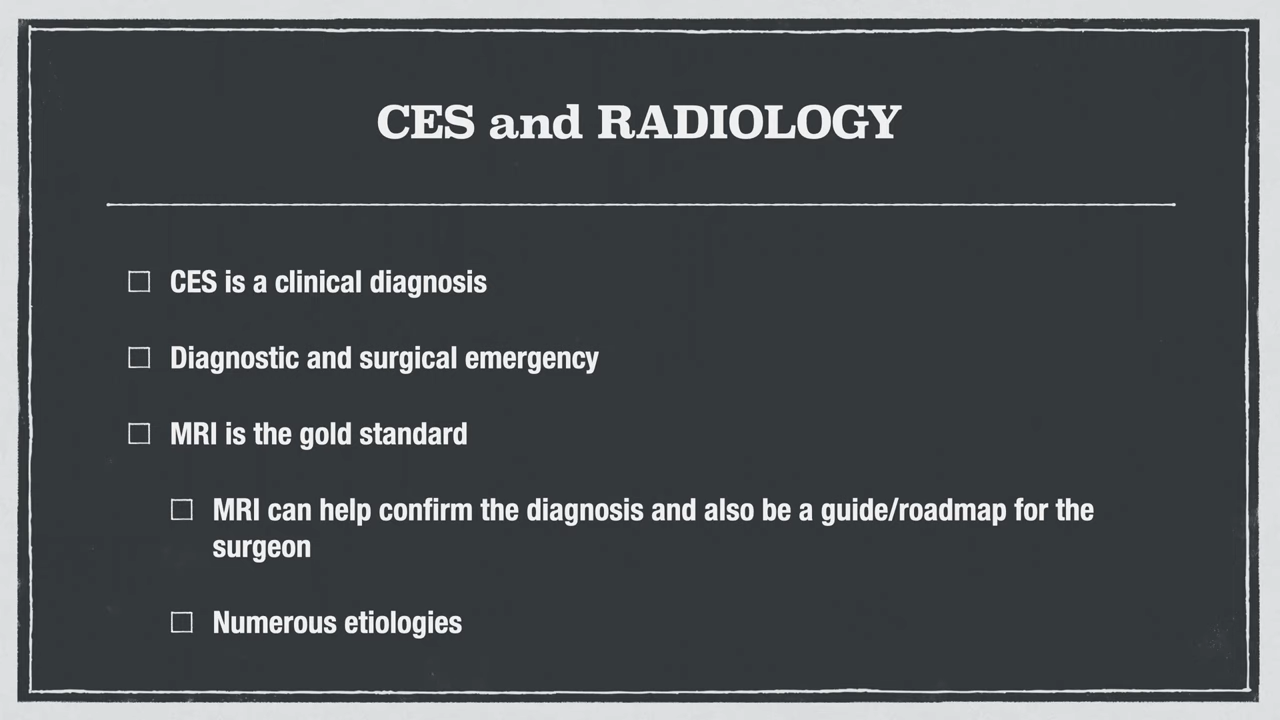 CES and RADIOLOGY
CES is a clinical diagnosis
Diagnostic and surgical emergency
MRI is the gold standard
MRI can help confirm the diagnosis and also be a guide/roadmap for the
surgeon
Numerous etiologies